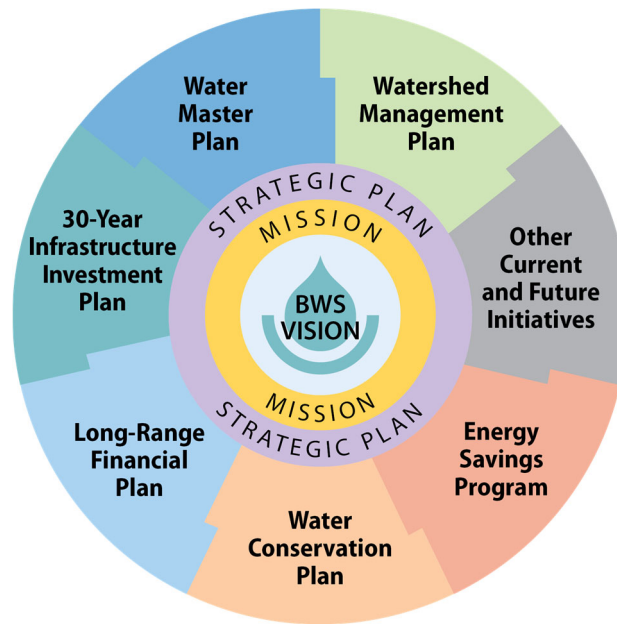 Water
Master
Plan
Watershed
Management
Plan
Other
Current
and Future
Initiatives
Energy
Savings
Program
Water
Conservation
Plan
Long-Range
Financial
Plan
30-Year
Infrastructure
Investment
Plan
STRATEGIC PLAN
MISSION
BWS
VISION
MISSION
STRATEGIC PLAN